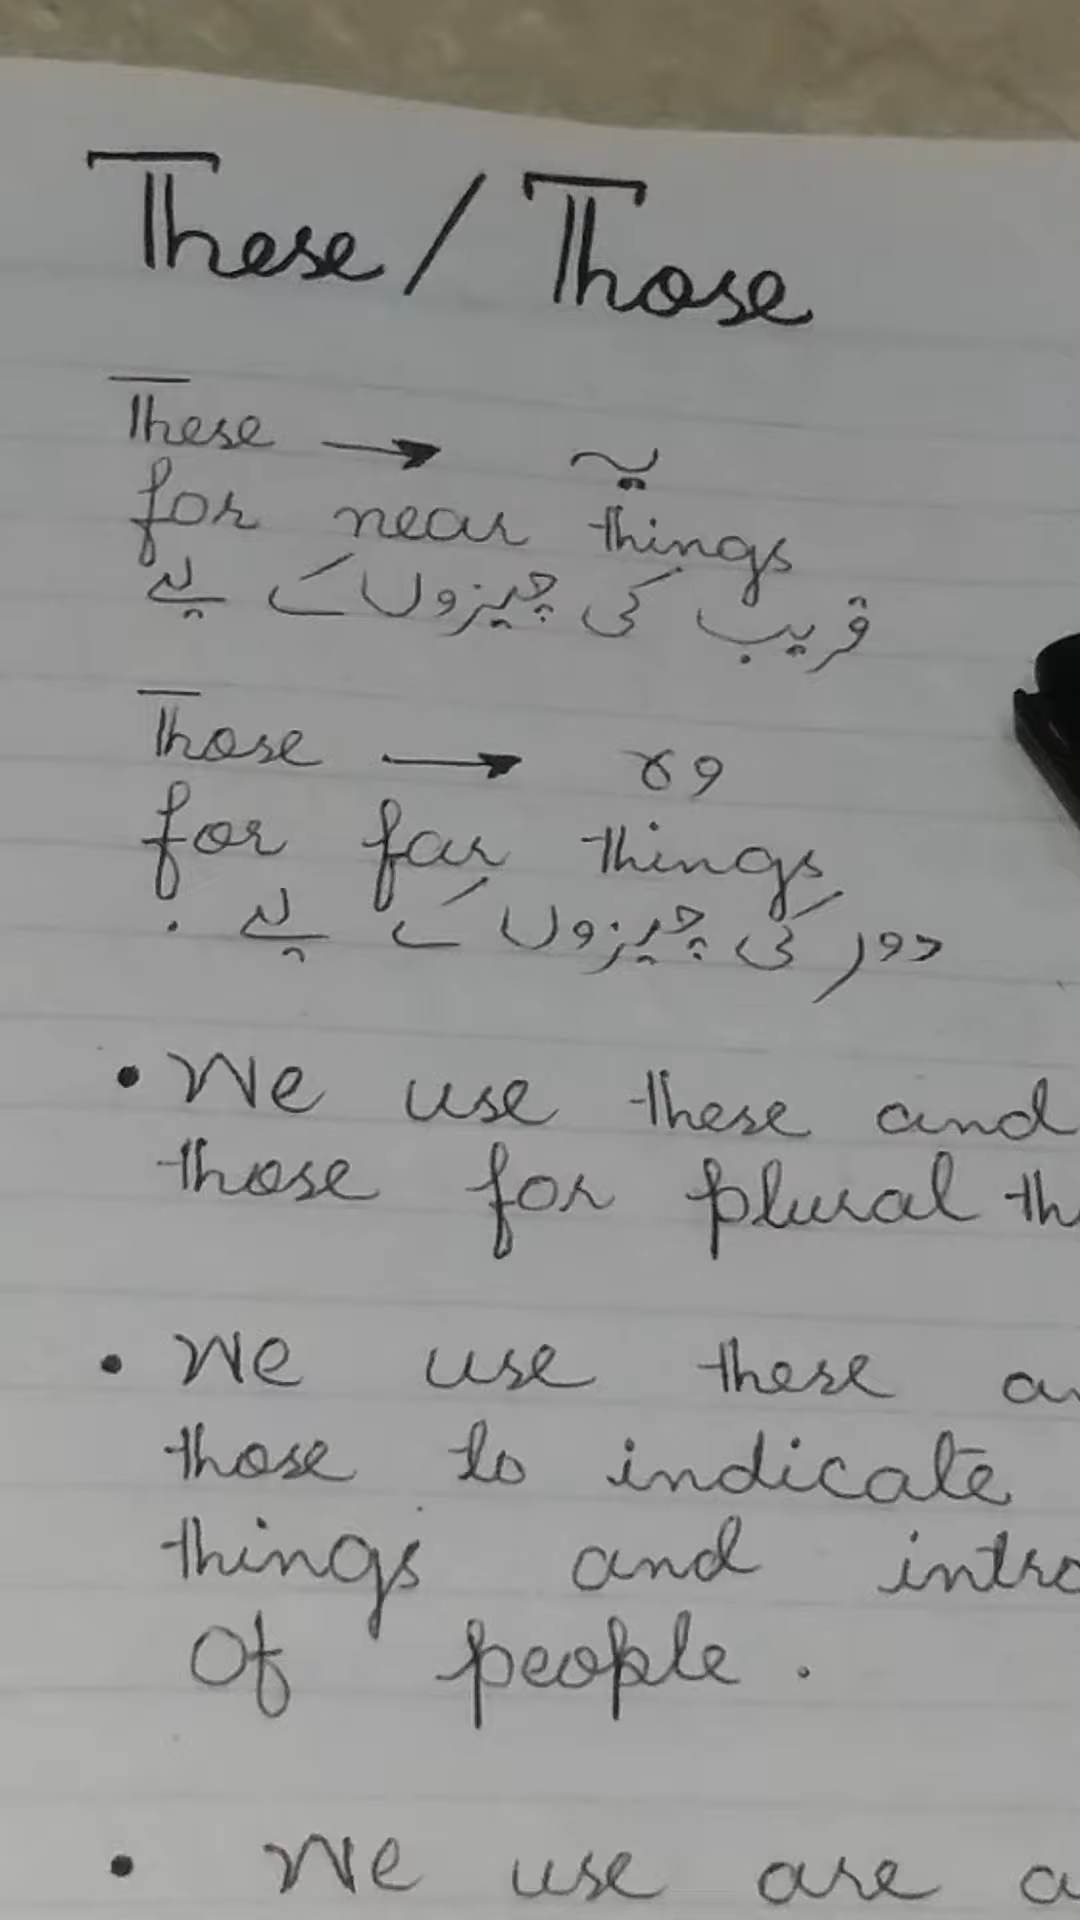 These / Those
These → یہ
for near things
قریب کی چیزوں کے لیے
Those → وہ
for far things
دور کی چیزوں کے لیے .
• We use these and
those for plural th
• We use these a
those to indicate
things and intro
Of people .
• We use are a